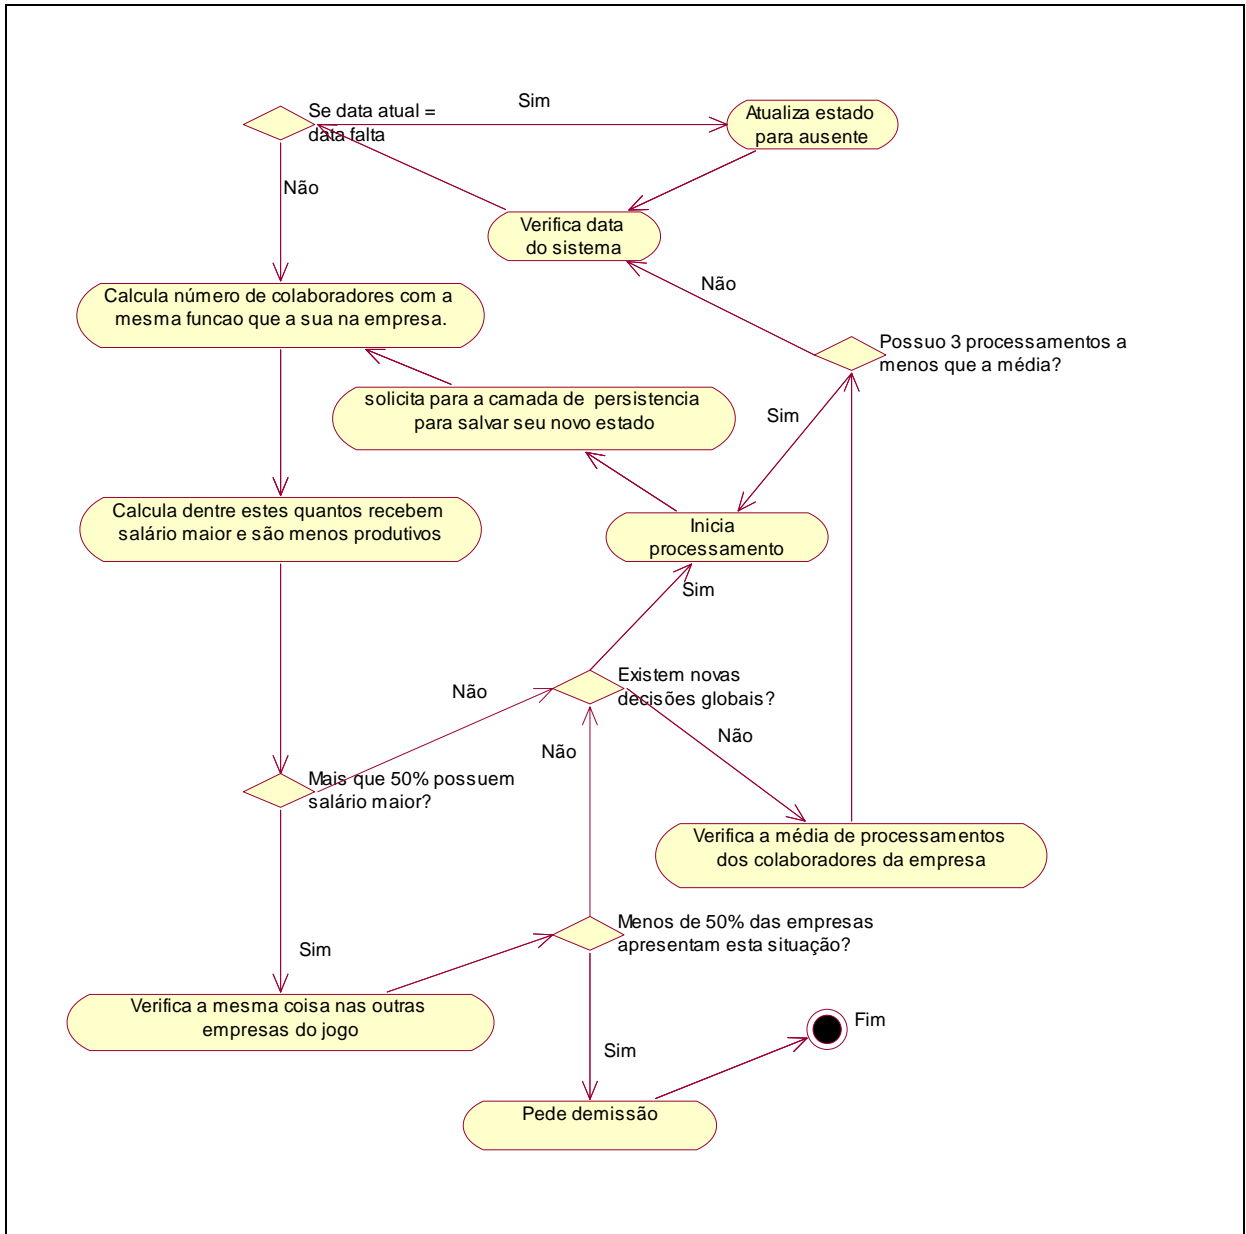 Se data atual =
data falta
Sim
Atualiza estado
para ausente
Não
Verifica data
do sistema
Não
Calcula número de colaboradores com a
mesma funcao que a sua na empresa.
Possuo 3 processamentos a
menos que a média?
solicita para a camada de persistencia
para salvar seu novo estado
Sim
Calcula dentre estes quantos recebem
salário maior e são menos produtivos
Inicia
processamento
Sim
Existem novas
decisões globais?
Não
Não
Não
Mais que 50% possuem
salário maior?
Verifica a média de processamentos
dos colaboradores da empresa
Menos de 50% das empresas
apresentam esta situação?
Sim
Verifica a mesma coisa nas outras
empresas do jogo
Fim
Sim
Pede demissão